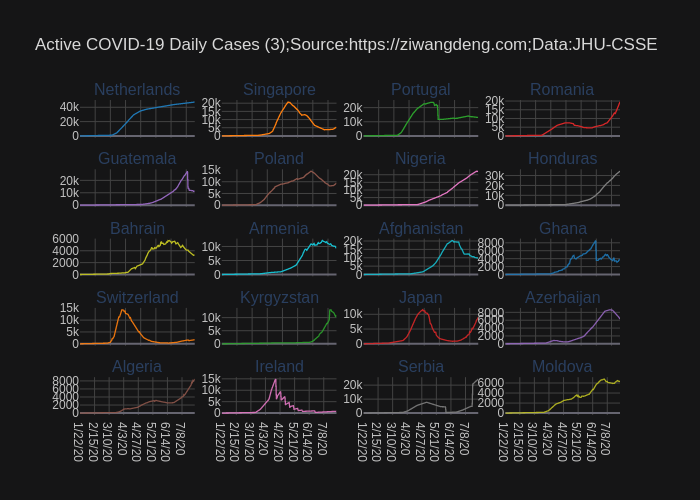 Active COVID-19 Daily Cases (3);Source:https://ziwangdeng.com;Data:JHU-CSSE
Netherlands Singapore Portugal Romania
40k 20k 0
20k 15k 10k 5k 0
20k 10k 0
20k 15k 10k 5k 0
Guatemala Poland Nigeria Honduras
20k 10k 0
15k 10k 5k 0
20k 15k 10k 5k 0
30k 20k 10k 0
Bahrain Armenia Afghanistan Ghana
6000 4000 2000 0
10k 5k 0
20k 15k 10k 5k 0
8000 6000 4000 2000 0
Switzerland Kyrgyzstan Japan Azerbaijan
15k 10k 5k 0
10k 5k 0
10k 5k 0
8000 6000 4000 2000 0
Algeria Ireland Serbia Moldova
8000 6000 4000 2000 0
15k 10k 5k 0
20k 10k 0
6000 4000 2000 0
1/22/20 2/15/20 3/10/20 4/3/20 4/27/20 5/21/20 6/14/20 7/8/20
1/22/20 2/15/20 3/10/20 4/3/20 4/27/20 5/21/20 6/14/20 7/8/20
1/22/20 2/15/20 3/10/20 4/3/20 4/27/20 5/21/20 6/14/20 7/8/20
1/22/20 2/15/20 3/10/20 4/3/20 4/27/20 5/21/20 6/14/20 7/8/20